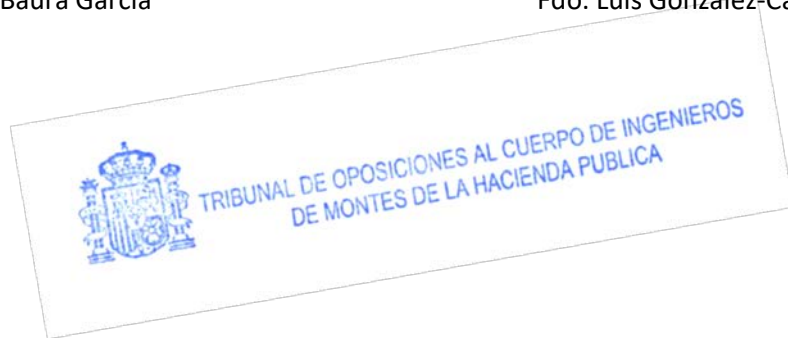 Baura García
Fdo. Luis González-Ca
TRIBUNAL DE OPOSICIONES AL CUERPO DE INGENIEROS
DE MONTES DE LA HACIENDA PUBLICA